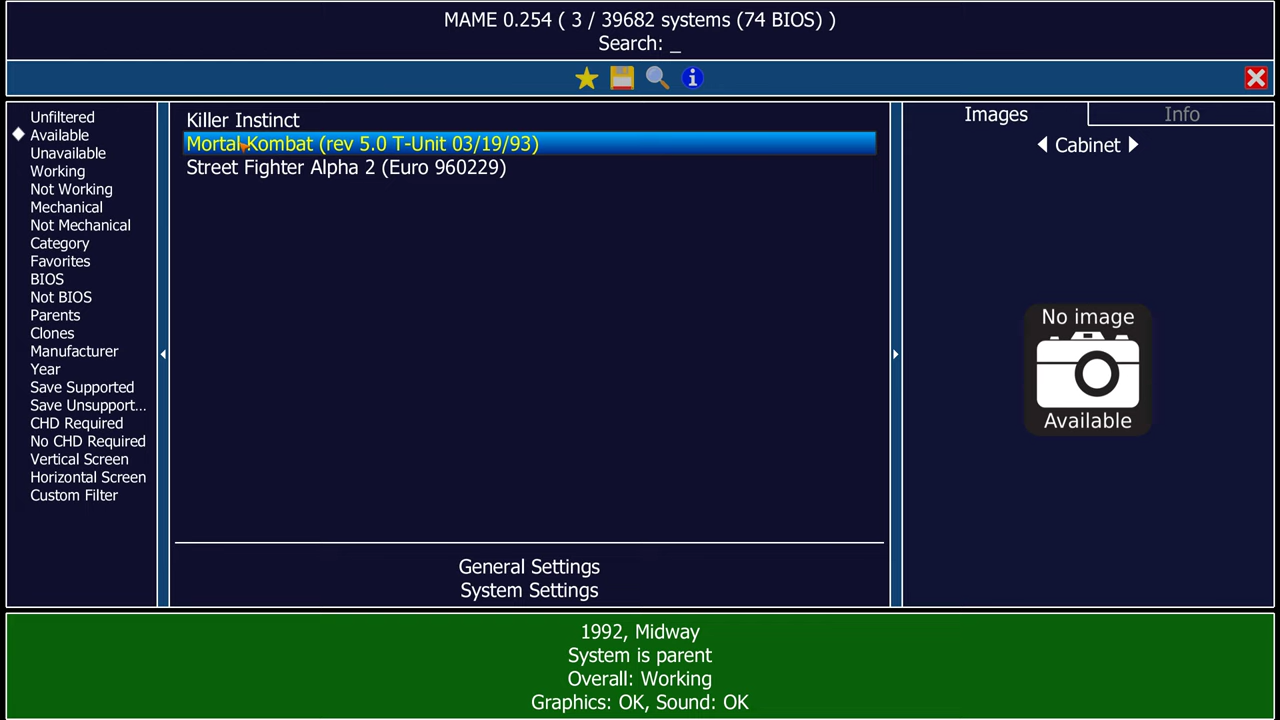 MAME 0.254 ( 3 / 39682 systems (74 BIOS) )
Search: _
Unfiltered
Available
Unavailable
Working
Not Working
Mechanical
Not Mechanical
Category
Favorites
BIOS
Not BIOS
Parents
Clones
Manufacturer
Year
Save Supported
Save Unsupport...
CHD Required
No CHD Required
Vertical Screen
Horizontal Screen
Custom Filter
Killer Instinct
Mortal Kombat (rev 5.0 T-Unit 03/19/93)
Street Fighter Alpha 2 (Euro 960229)
General Settings
System Settings
Images Info
Cabinet
No image
Available
1992, Midway
System is parent
Overall: Working
Graphics: OK, Sound: OK